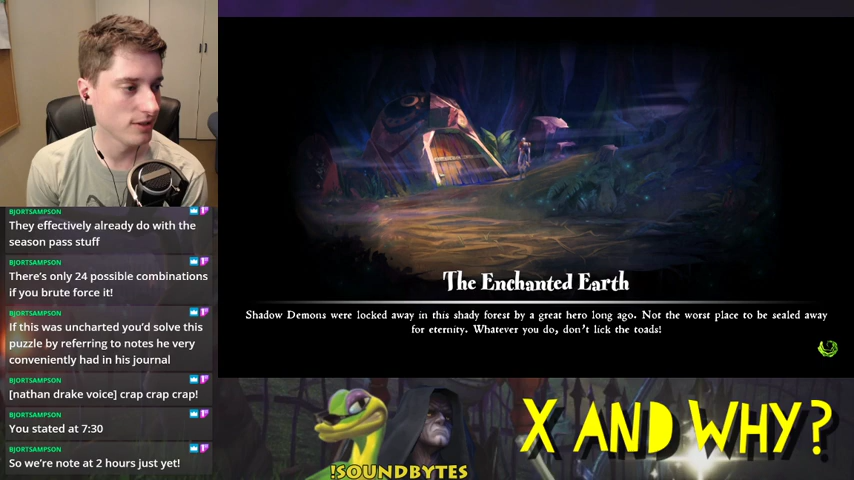 BJORTSAMPSON
They effectively already do with the
season pass stuff
BJORTSAMPSON
There's only 24 possible combinations
if you brute force it!
BJORTSAMPSON
If this was uncharted you'd solve this
puzzle by referring to notes he very
conveniently had in his journal
BJORTSAMPSON
[nathan drake voice] crap crap crap!
BJORTSAMPSON
You stated at 7:30
BJORTSAMPSON
So we're note at 2 hours just yet!
The Enchanted Earth
Shadow Demons were locked away in this shady forest by a great hero long ago. Not the worst place to be sealed away
for eternity. Whatever you do, don't lick the toads!
X AND WHY?
!SOUNDBYTES